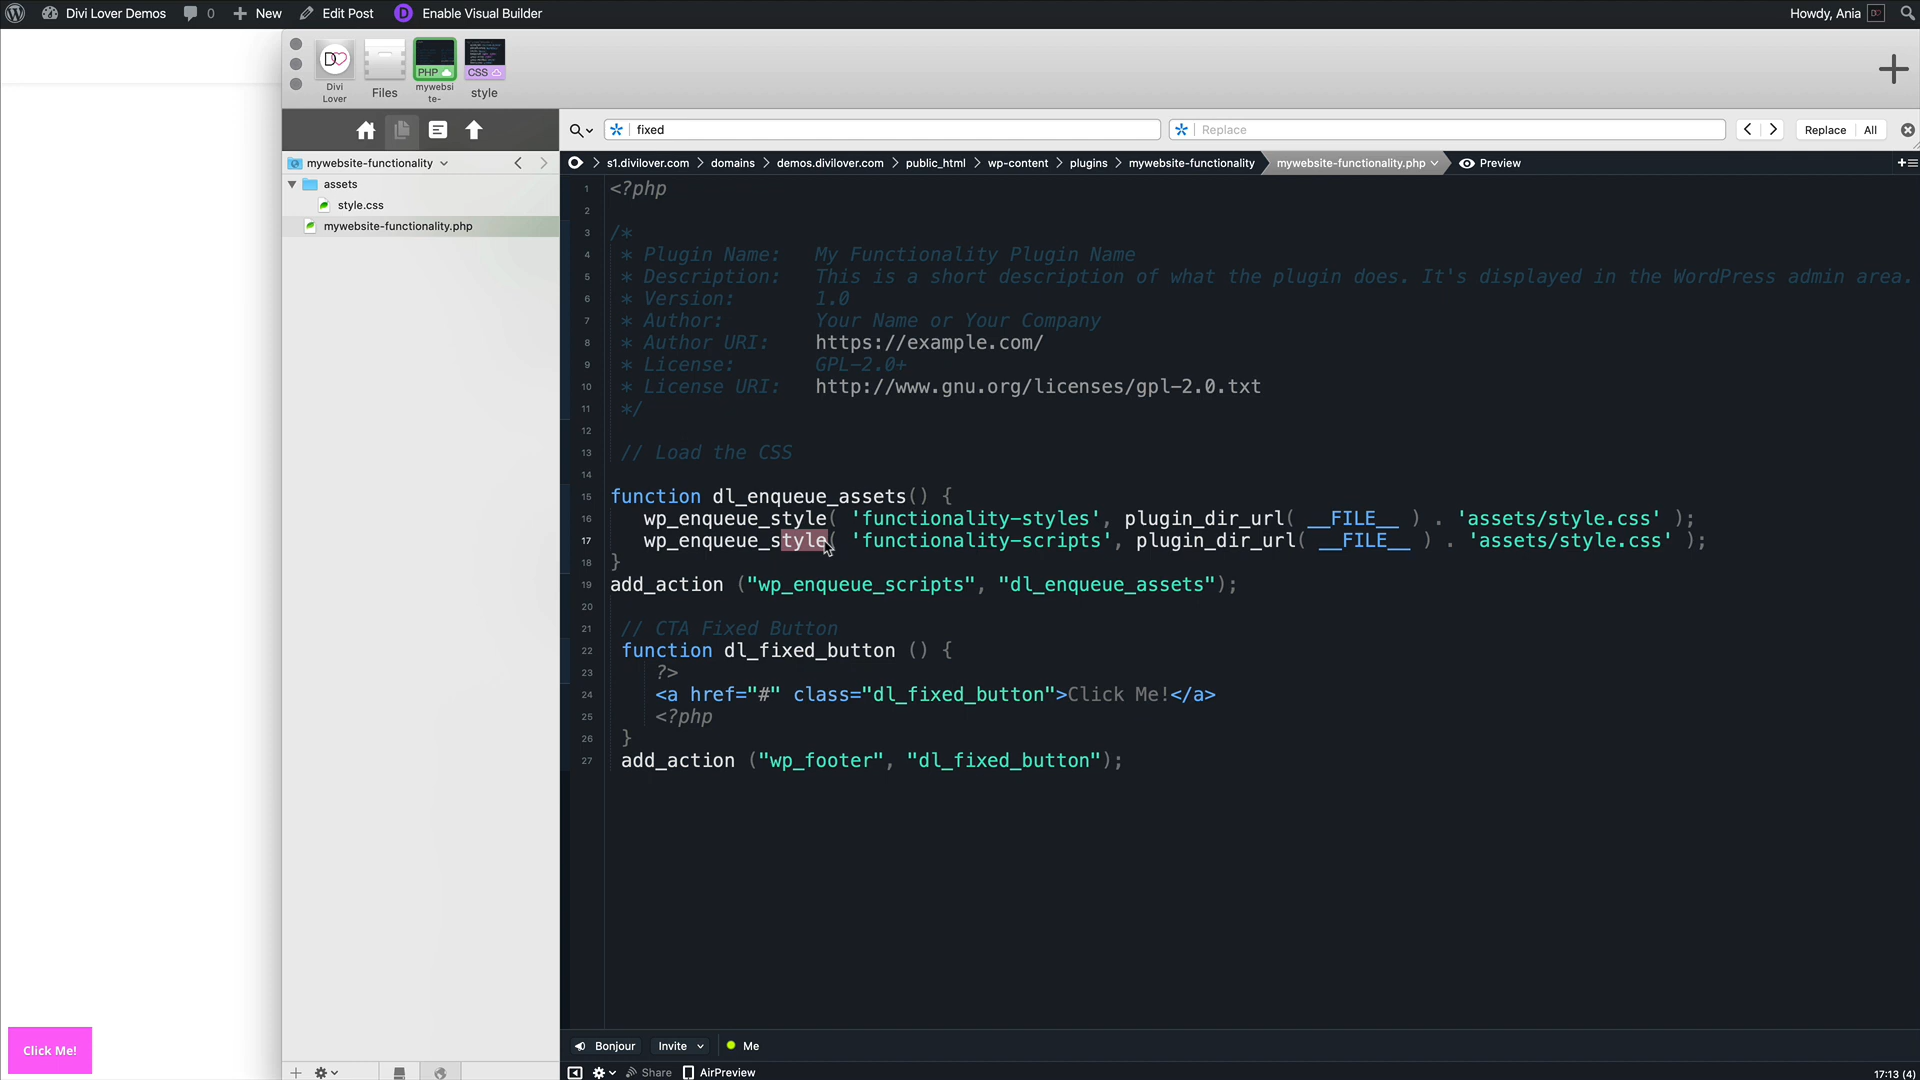 Divi Lover Demos 0 New Edit Post D Enable Visual Builder Howdy, Ania
PHP CSS
Divi Lover
Files
mywebsite-
style
fixed
Replace
Replace All
mywebsite-functionality
s1.divilover.com domains demos.divilover.com public_html wp-content plugins mywebsite-functionality mywebsite-functionality.php Preview
assets
style.css
mywebsite-functionality.php
1 <?php
2
3 /*
4 * Plugin Name: My Functionality Plugin Name
5 * Description: This is a short description of what the plugin does. It's displayed in the WordPress admin area.
6 * Version: 1.0
7 * Author: Your Name or Your Company
8 * Author URI: https://example.com/
9 * License: GPL-2.0+
10 * License URI: http://www.gnu.org/licenses/gpl-2.0.txt
11 */
12
13 // Load the CSS
14
15 function dl_enqueue_assets() {
16 wp_enqueue_style( 'functionality-styles', plugin_dir_url( __FILE__ ) . 'assets/style.css' );
17 wp_enqueue_style( 'functionality-scripts', plugin_dir_url( __FILE__ ) . 'assets/style.css' );
18 }
19 add_action ("wp_enqueue_scripts", "dl_enqueue_assets");
20
21 // CTA Fixed Button
22 function dl_fixed_button () {
23 ?>
24 <a href="#" class="dl_fixed_button">Click Me!</a>
25 <?php
26 }
27 add_action ("wp_footer", "dl_fixed_button");
Click Me!
Bonjour Invite Me
Share AirPreview
17:13 (4)